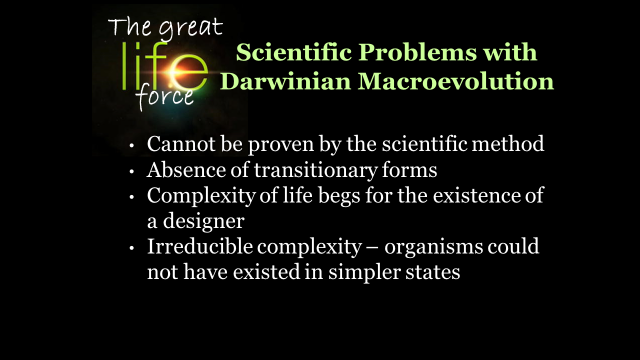 The great
life
force
Scientific Problems with
Darwinian Macroevolution
• Cannot be proven by the scientific method
• Absence of transitionary forms
• Complexity of life begs for the existence of
a designer
• Irreducible complexity – organisms could
not have existed in simpler states